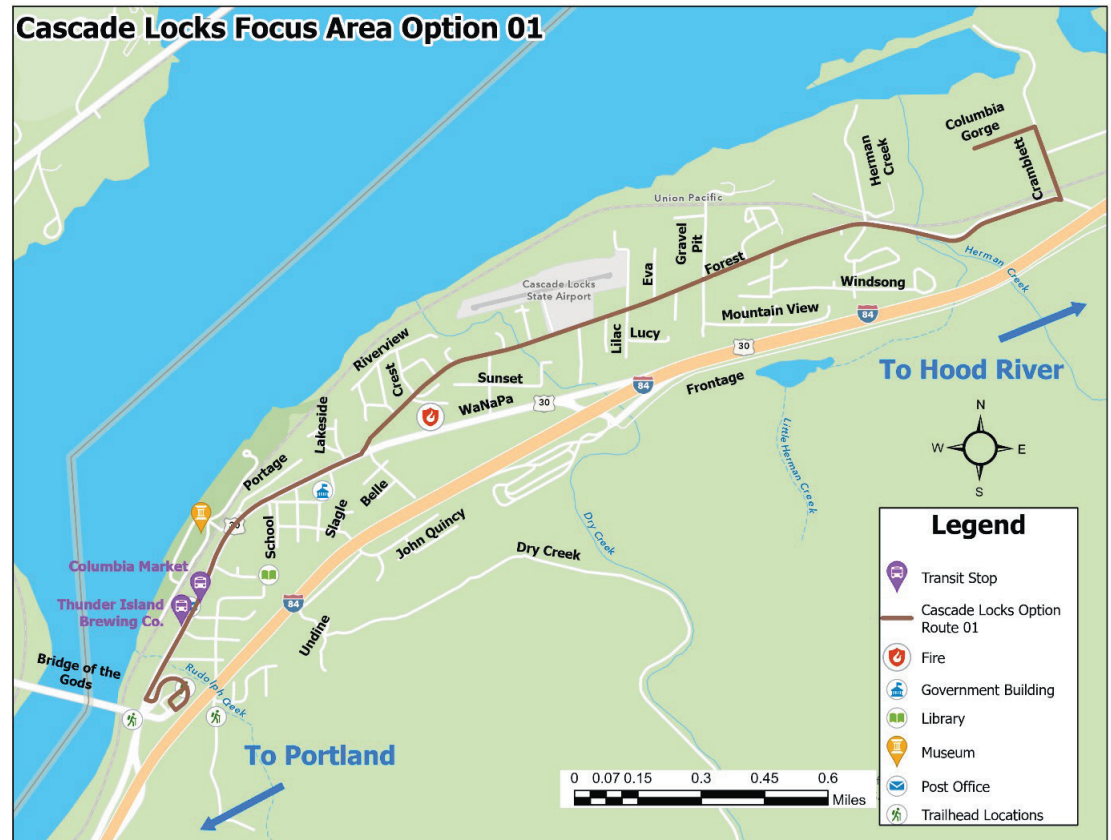 Cascade Locks Focus Area Option 01
Columbia
Gorge
Cramblett
Herman
Creek
Union Pacific
Gravel
Pit
Forest
Eva
Herman Creek
Windsong
Cascade Locks
State Airport
Mountain View
84
Lilac
Lucy
30
Riverview
Crest
Sunset
84
Frontage
To Hood River
WaNaPa
30
Lakeside
Little Herman Creek
N
W
E
S
Portage
Belle
Slagle
School
30
John Quincy
Dry Creek
Dry Creek
Columbia Market
Thunder Island
Brewing Co.
84
Undine
Bridge of the
Gods
Rudolph Creek
To Portland
0 0.07 0.15 0.3 0.45 0.6
Miles
Legend
Transit Stop
Cascade Locks Option
Route 01
Fire
Government Building
Library
Museum
Post Office
Trailhead Locations